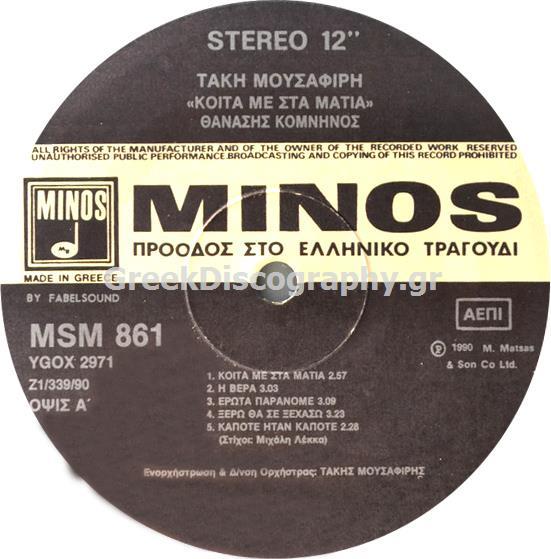 STEREO 12"
ΤΑΚΗ ΜΟΥΣΑΦΙΡΗ
«ΚΟΙΤΑ ΜΕ ΣΤΑ ΜΑΤΙΑ»
ΘΑΝΑΣΗΣ ΚΟΜΝΗΝΟΣ
ALL RIGHTS OF THE MANUFACTURER AND OF THE OWNER OF THE RECORDED WORK RESERVED
UNAUTHORISED PUBLIC PERFORMANCE.BROADCASTING AND COPYING OF THIS RECORD PROHIBITED
MINOS
MINOS
ΠΡΟΟΔΟΣ ΣΤΟ ΕΛΛΗΝΙΚΟ ΤΡΑΓΟΥΔΙ
MADE IN GREECE
GreekDiscography.gr
BY FABELSOUND
MSM 861
YGOX 2971
Ζ1/339/90
ΟΨΙΣ Α΄
ΑΕΠΙ
℗ 1990 M. Matsas
& Son Co Ltd.
1. ΚΟΙΤΑ ΜΕ ΣΤΑ ΜΑΤΙΑ 2.57
2. Η ΒΕΡΑ 3.03
3. ΕΡΩΤΑ ΠΑΡΑΝΟΜΕ 3.09
4. ΞΕΡΩ ΘΑ ΣΕ ΞΕΧΑΣΩ 3.23
5. ΚΑΠΟΤΕ ΗΤΑΝ ΚΑΠΟΤΕ 2.28
(Στίχοι: Μιχάλη Λέκκα)
Ενορχήστρωση & Δ/νση Ορχήστρας: ΤΑΚΗΣ ΜΟΥΣΑΦΙΡΗΣ